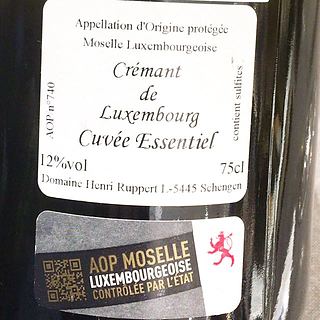 Appellation d'Origine protégée
Moselle Luxembourgeoise
Crémant
de
Luxembourg
Cuvée Essentiel
AOP n°740
contient sulfites
12%vol 75cl
Domaine Henri Ruppert L-5445 Schengen
AOP MOSELLE
LUXEMBOURGEOISE
CONTRÔLÉE PAR L'ÉTAT